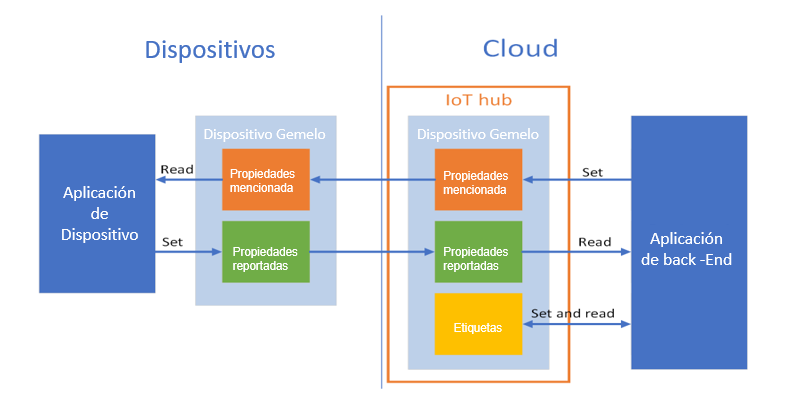 Dispositivos
Cloud
IoT hub
Dispositivo Gemelo
Dispositivo Gemelo
Aplicación
de
Dispositivo
Read
Propiedades
mencionada
Propiedades
mencionada
Set
Set
Propiedades
reportadas
Propiedades
reportadas
Read
Aplicación
de back -End
Etiquetas
Set and read